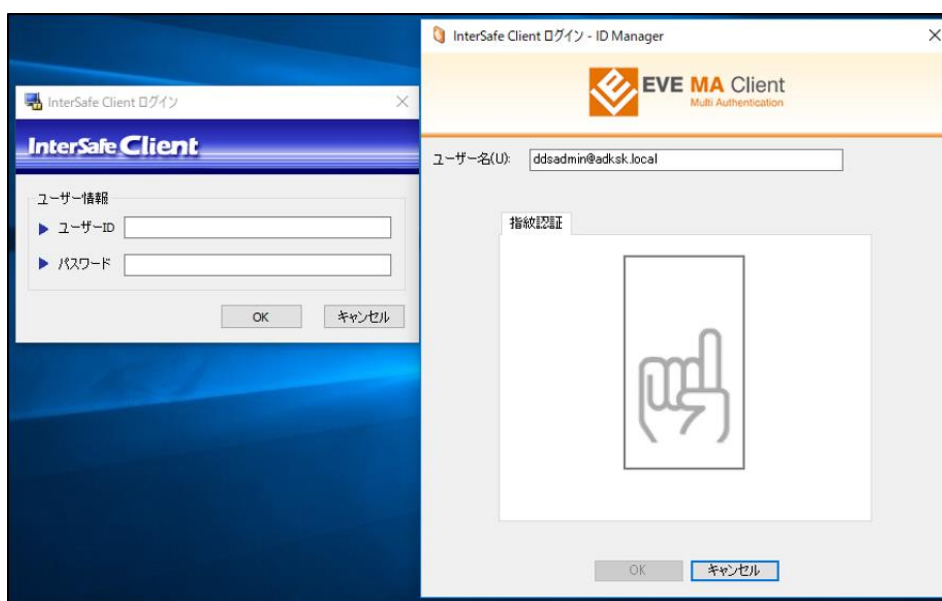 InterSafe Client ログイン
InterSafe Client
ユーザー情報
ユーザーID
パスワード
OK
キャンセル
InterSafe Client ログイン - ID Manager
EVE MA Client
Multi Authentication
ユーザー名(U):
ddsadmin@adksk.local
指紋認証
OK
キャンセル